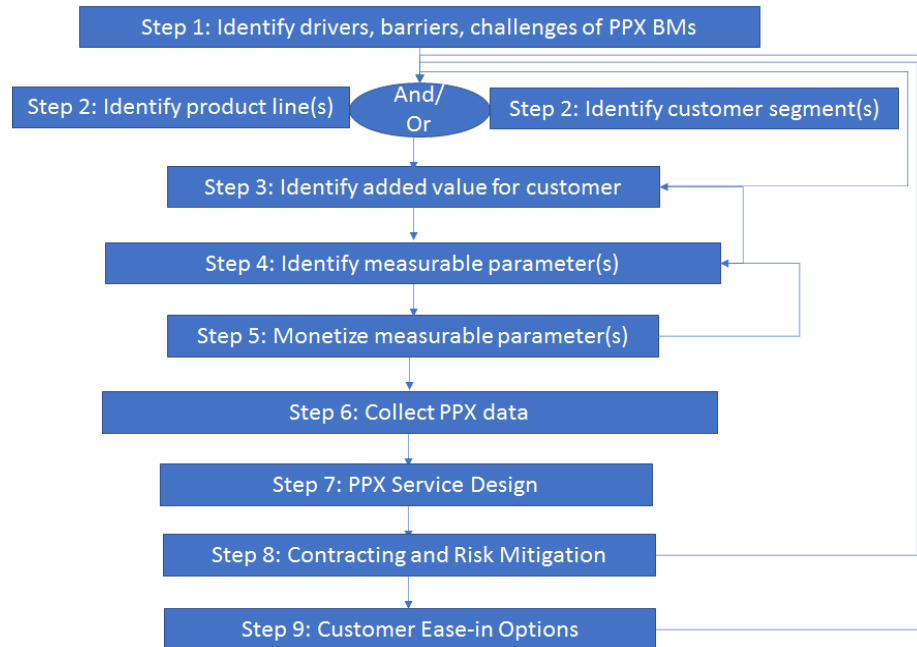 Step 1: Identify drivers, barriers, challenges of PPX BMs
Step 2: Identify product line(s)
And/
Or
Step 2: Identify customer segment(s)
Step 3: Identify added value for customer
Step 4: Identify measurable parameter(s)
Step 5: Monetize measurable parameter(s)
Step 6: Collect PPX data
Step 7: PPX Service Design
Step 8: Contracting and Risk Mitigation
Step 9: Customer Ease-in Options